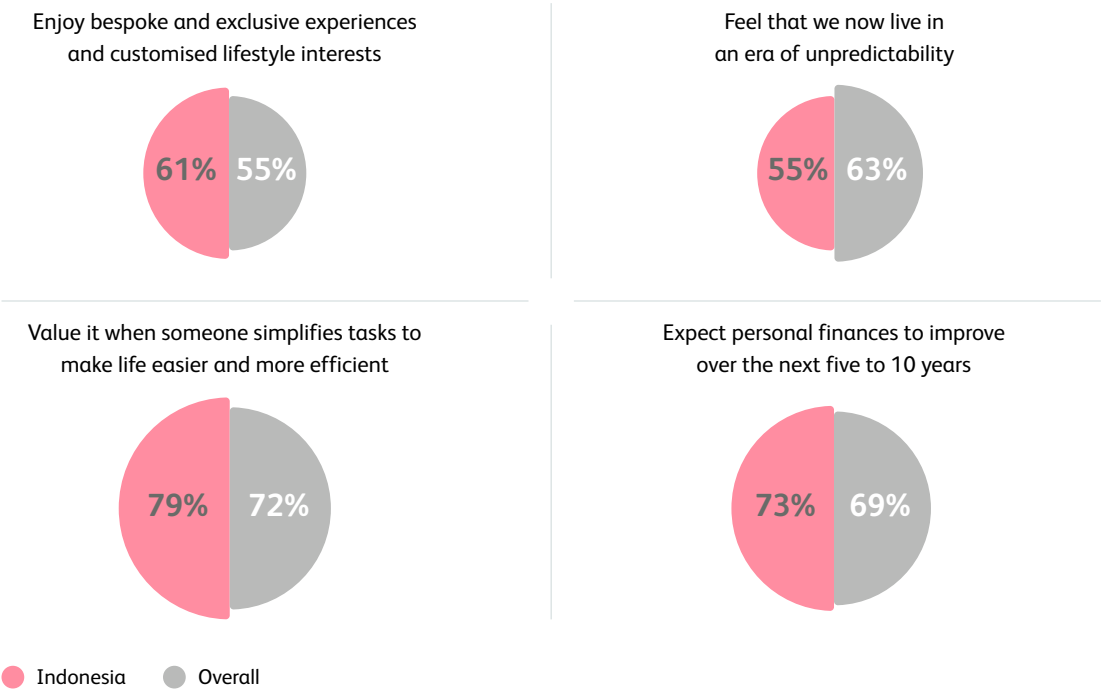 Enjoy bespoke and exclusive experiences
and customised lifestyle interests
61% 55%
Feel that we now live in
an era of unpredictability
55% 63%
Value it when someone simplifies tasks to
make life easier and more efficient
79% 72%
Expect personal finances to improve
over the next five to 10 years
73% 69%
Indonesia Overall